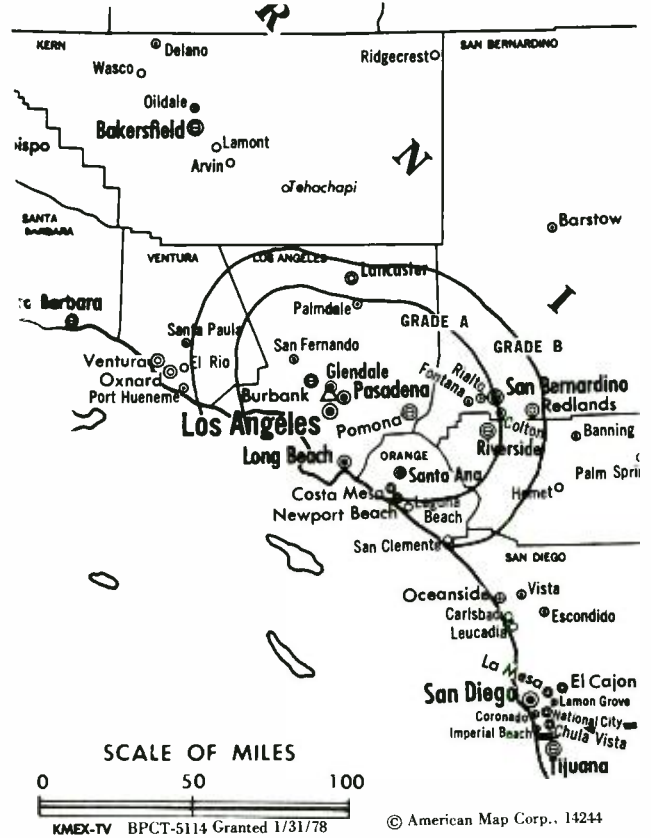 R
KERN
Delano
SAN BERNARDINO
Wasco
Ridgecrest
Oildale
Bakersfield
ispo
Lamont
N
Arvin
Tehachapi
SANTA
BARBARA
Barstow
VENTURA
LOS ANGELES
Lancaster
I
Barbara
Palmdale
GRADE A
Santa Paula
GRADE B
San Fernando
Ventura
El Rio
Glendale
Rialto
Fontana
San Bernardino
Oxnard
Burbank
Pasadena
Redlands
Port Hueneme
Los Angeles
Pomona
Colton
Banning
Riverside
Long Beach
ORANGE
Palm Spri
Santa Ana
Costa Mesa
Hemet
Laguna
Beach
Newport Beach
San Clemente
SAN DIEGO
Oceanside
Vista
Carlsbad
Escondido
Leucadia
La Mesa
El Cajon
San Diego
Lamon Grove
Coronado
National City
Imperial Beach
Chula Vista
Tijuana
SCALE OF MILES
0 50 100
KMEX-TV BPCT-5114 Granted 1/31/78
© American Map Corp., 14244